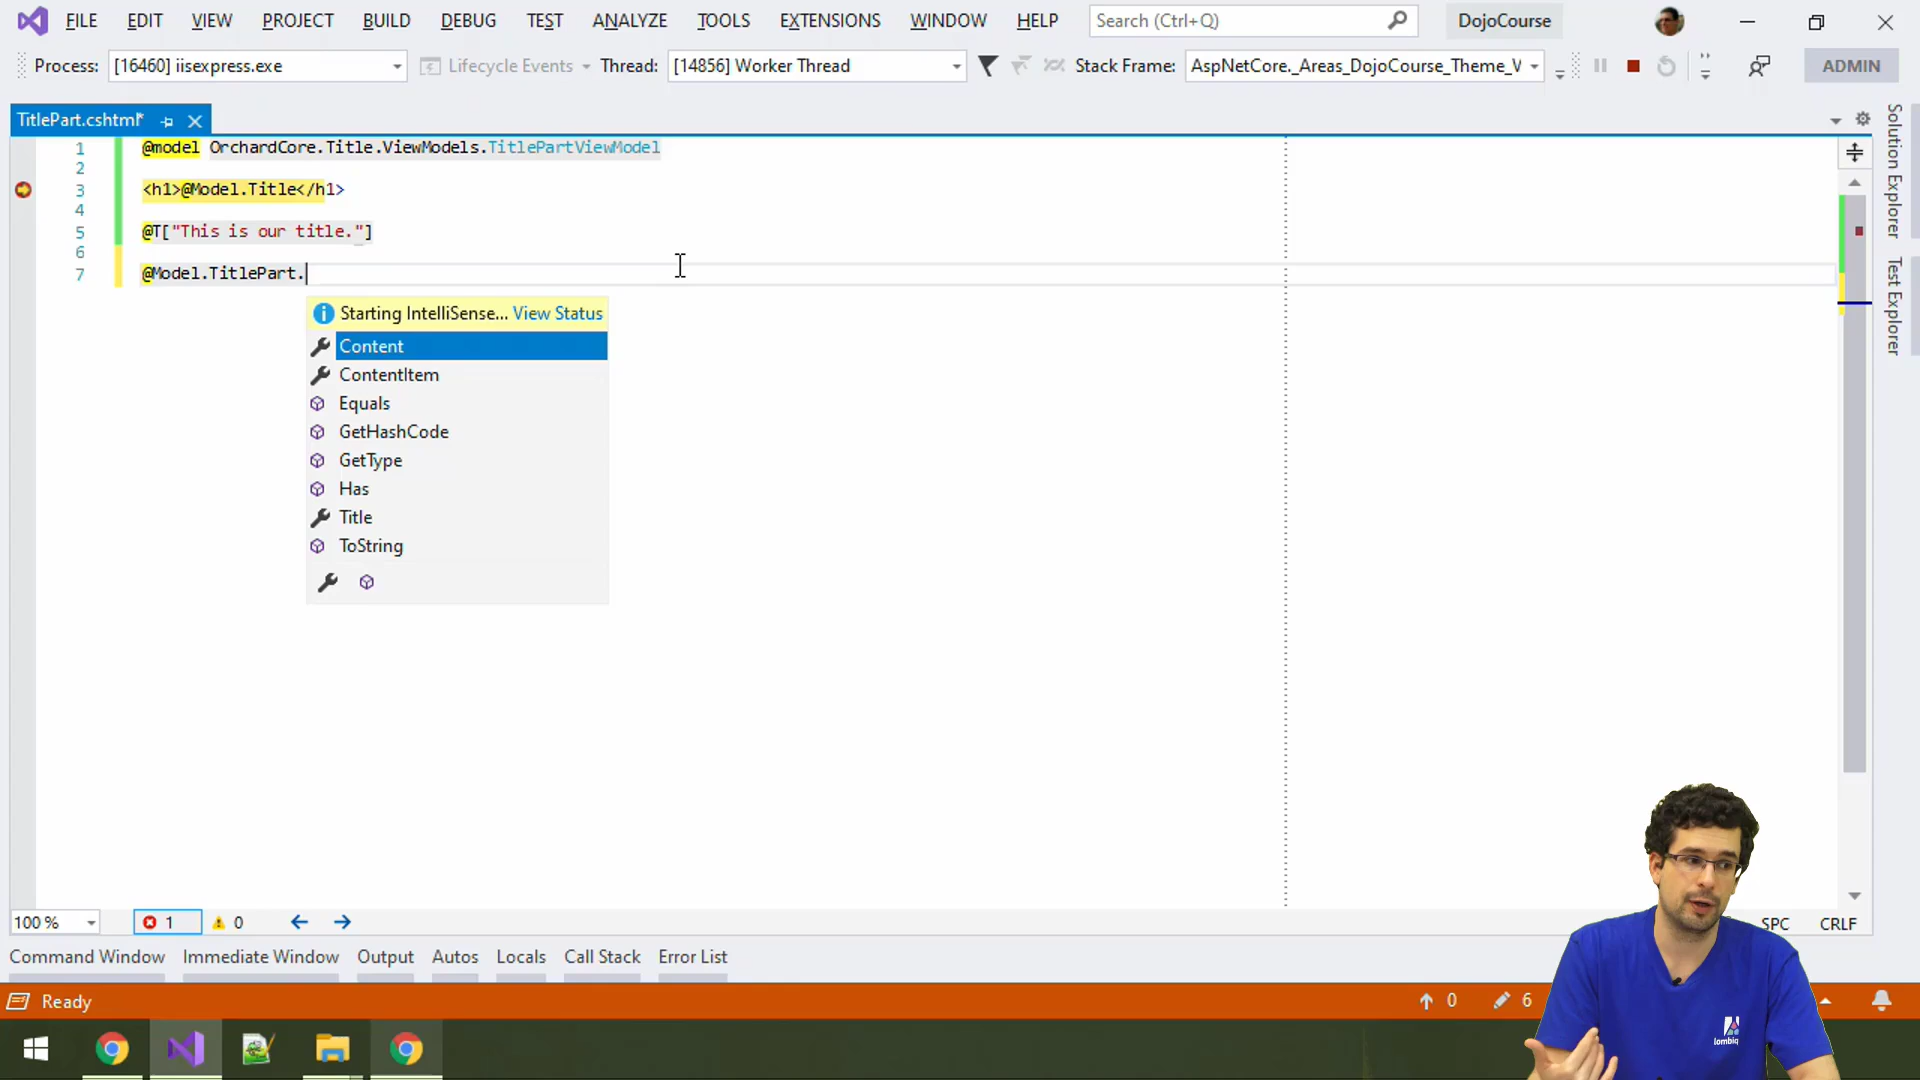 FILE EDIT VIEW PROJECT BUILD DEBUG TEST ANALYZE TOOLS EXTENSIONS WINDOW HELP Search (Ctrl+Q) DojoCourse
Process: [16460] iisexpress.exe Lifecycle Events Thread: [14856] Worker Thread Stack Frame: AspNetCore._Areas_DojoCourse_Theme_V ADMIN
TitlePart.cshtml*
1 @model OrchardCore.Title.ViewModels.TitlePartViewModel
2
3 <h1>@Model.Title</h1>
4
5 @T["This is our title."]
6
7 @Model.TitlePart.
Starting IntelliSense... View Status
Content
ContentItem
Equals
GetHashCode
GetType
Has
Title
ToString
Solution Explorer
Test Explorer
100 % 1 0 SPC CRLF
Command Window Immediate Window Output Autos Locals Call Stack Error List
Ready 0 6
lombiq